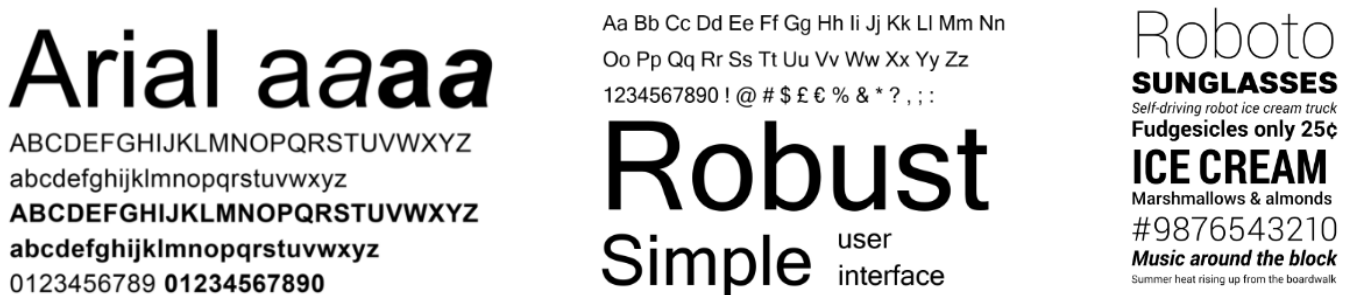 Arial aaaa
ABCDEFGHIJKLMNOPQRSTUVWXYZ
abcdefghijklmnopqrstuvwxyz
ABCDEFGHIJKLMNOPQRSTUVWXYZ
abcdefghijklmnopqrstuvwxyz
0123456789 01234567890
Aa Bb Cc Dd Ee Ff Gg Hh Ii Jj Kk Ll Mm Nn
Oo Pp Qq Rr Ss Tt Uu Vv Ww Xx Yy Zz
1234567890 ! @ # $ £ € % & * ? , ; :
Robust
Simple
user
interface
Roboto
SUNGLASSES
Self-driving robot ice cream truck
Fudgesicles only 25¢
ICE CREAM
Marshmallows & almonds
#9876543210
Music around the block
Summer heat rising up from the boardwalk